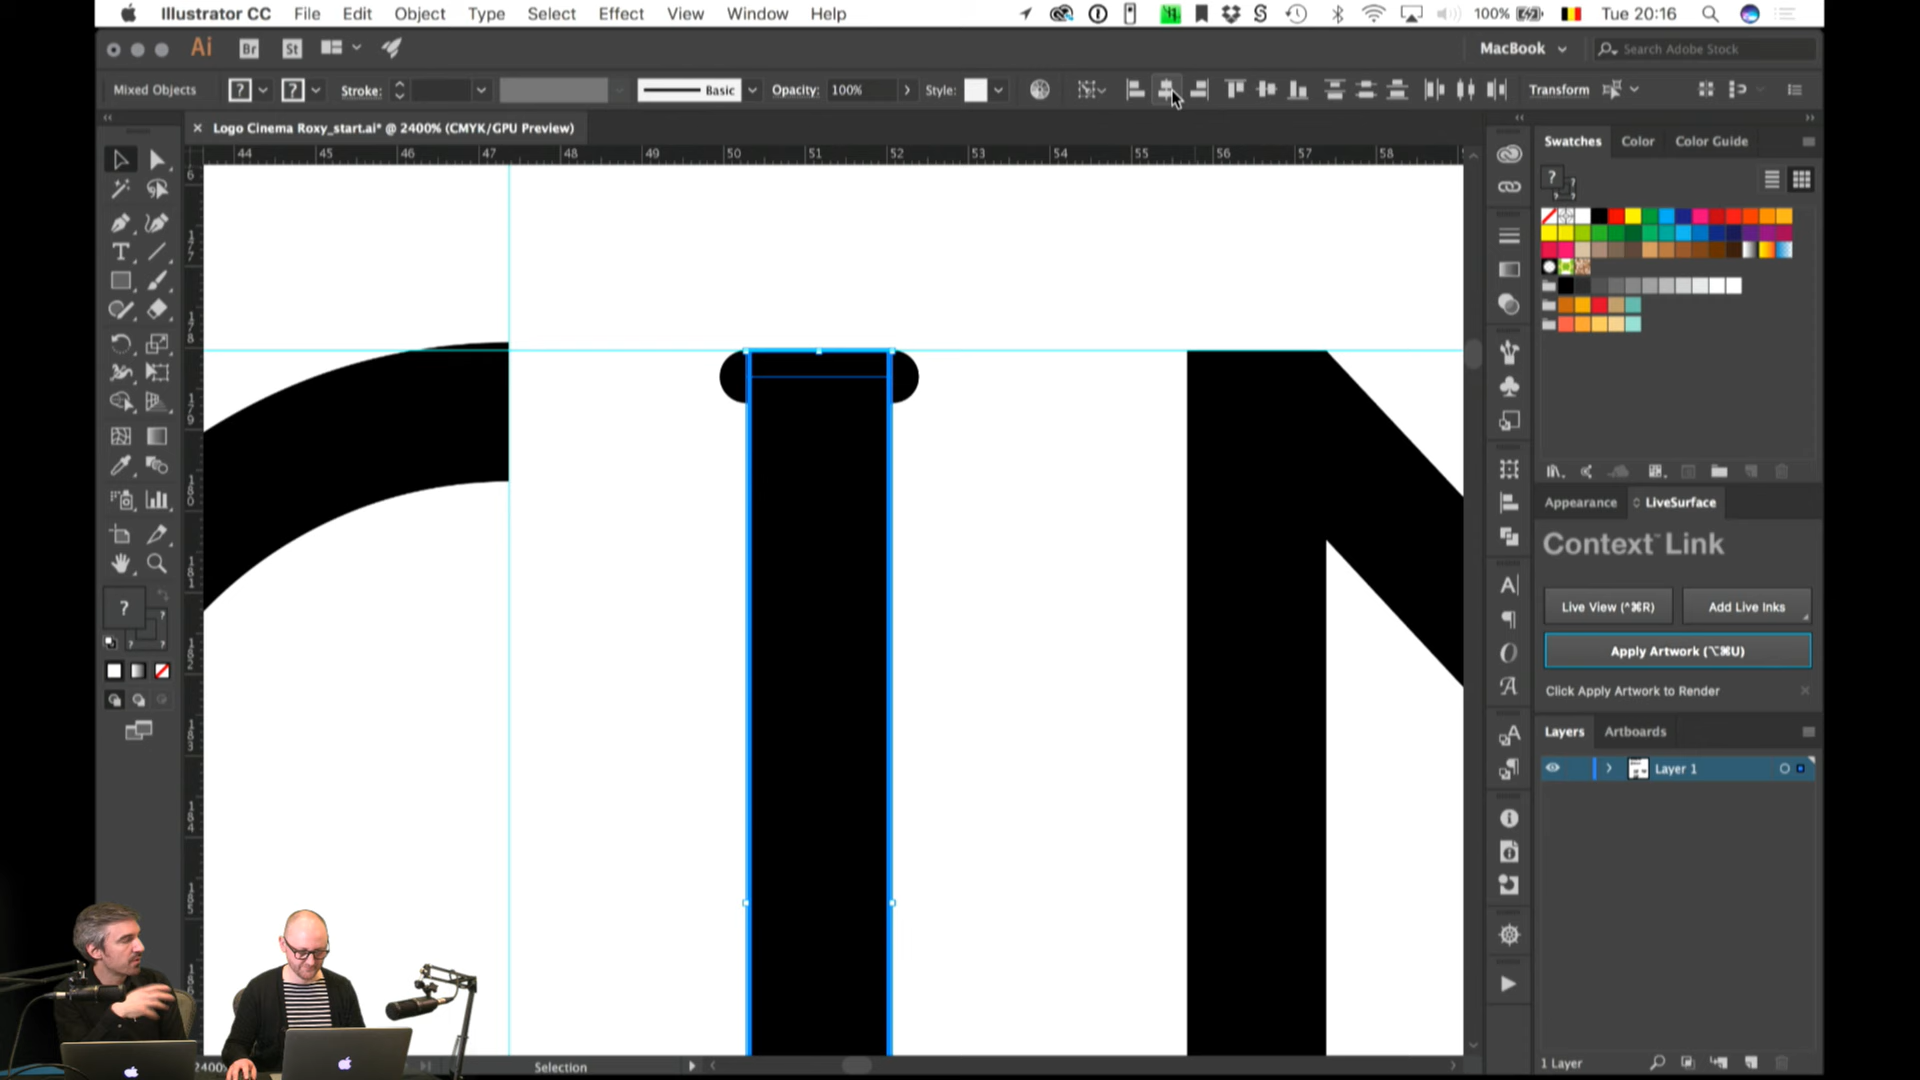 Illustrator CC File Edit Object Type Select Effect View Window Help 100% Tue 20:16
Ai Br St MacBook Search Adobe Stock
Mixed Objects ? ? Stroke: Basic Opacity: 100% Style: Transform
Logo Cinema Roxy_start.ai* @ 2400% (CMYK/GPU Preview)
44 45 46 47 48 49 50 51 52 53 54 55 56 57 58
Swatches Color Color Guide
Appearance LiveSurface
Context™ Link
Live View (^⌘R) Add Live Inks
Apply Artwork (⌥⌘U)
Click Apply Artwork to Render
Layers Artboards
Layer 1
1 Layer
2400 Selection